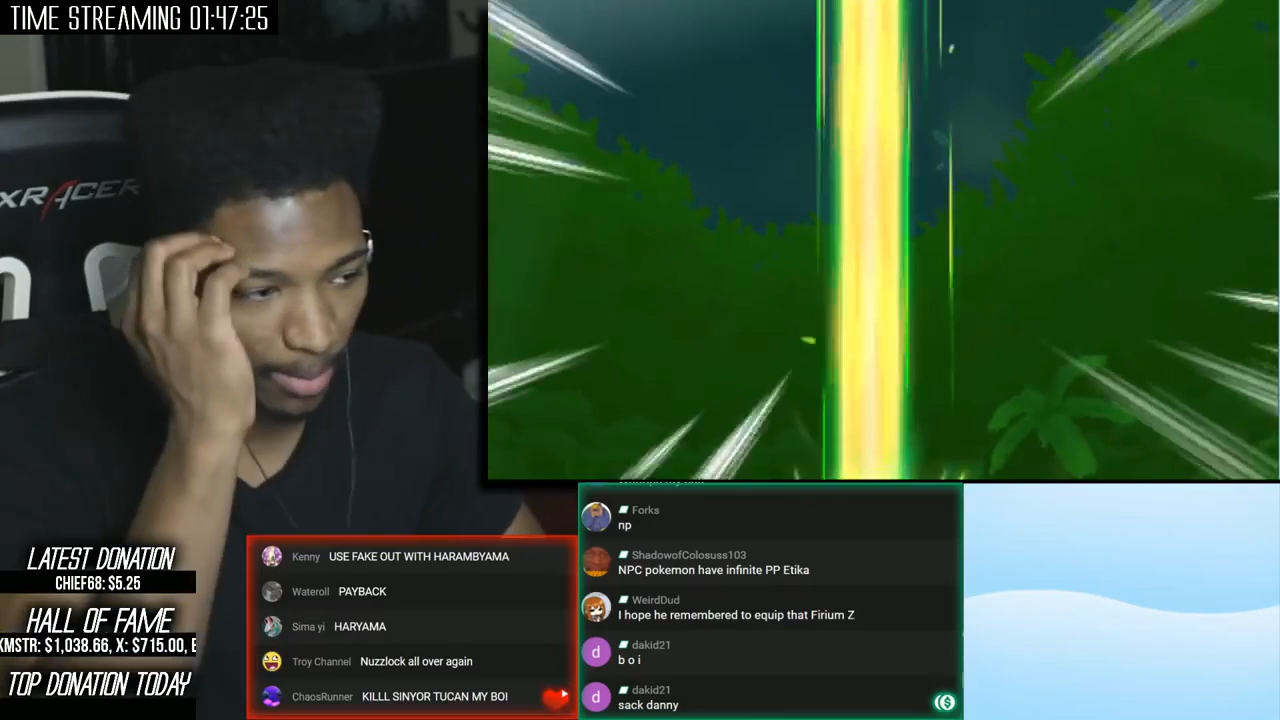 TIME STREAMING 01:47:25
XRACER
LATEST DONATION
CHIEF68: $5.25
HALL OF FAME
KMSTR: $1,038.66, X: $715.00, E
TOP DONATION TODAY
Kenny USE FAKE OUT WITH HARAMBYAMA
Wateroll PAYBACK
Sima yi HARYAMA
Troy Channel Nuzzlock all over again
ChaosRunner KILLL SINYOR TUCAN MY BOI
Forks
np
ShadowofColosuss103
NPC pokemon have infinite PP Etika
WeirdDud
I hope he remembered to equip that Firium Z
d
dakid21
b o i
d
dakid21
sack danny